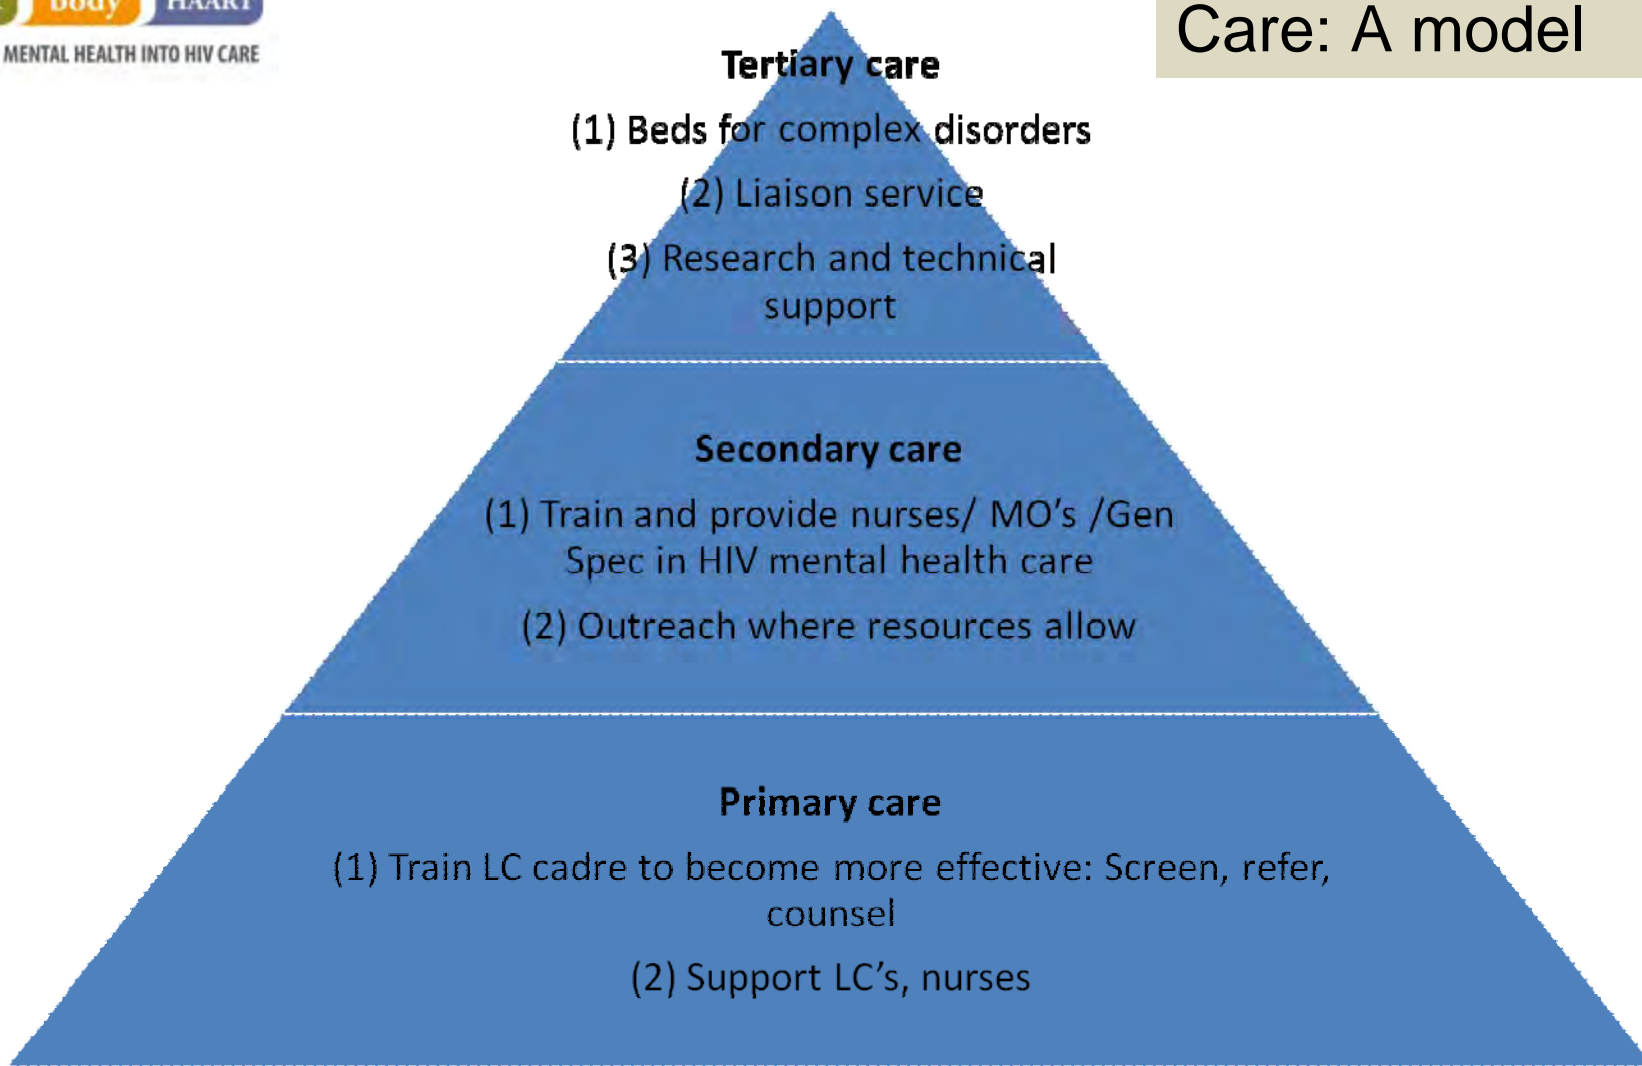 body HAART
MENTAL HEALTH INTO HIV CARE
Care: A model
Tertiary care
(1) Beds for complex disorders
(2) Liaison service
(3) Research and technical
support
Secondary care
(1) Train and provide nurses/ MO's /Gen
Spec in HIV mental health care
(2) Outreach where resources allow
Primary care
(1) Train LC cadre to become more effective: Screen, refer,
counsel
(2) Support LC's, nurses